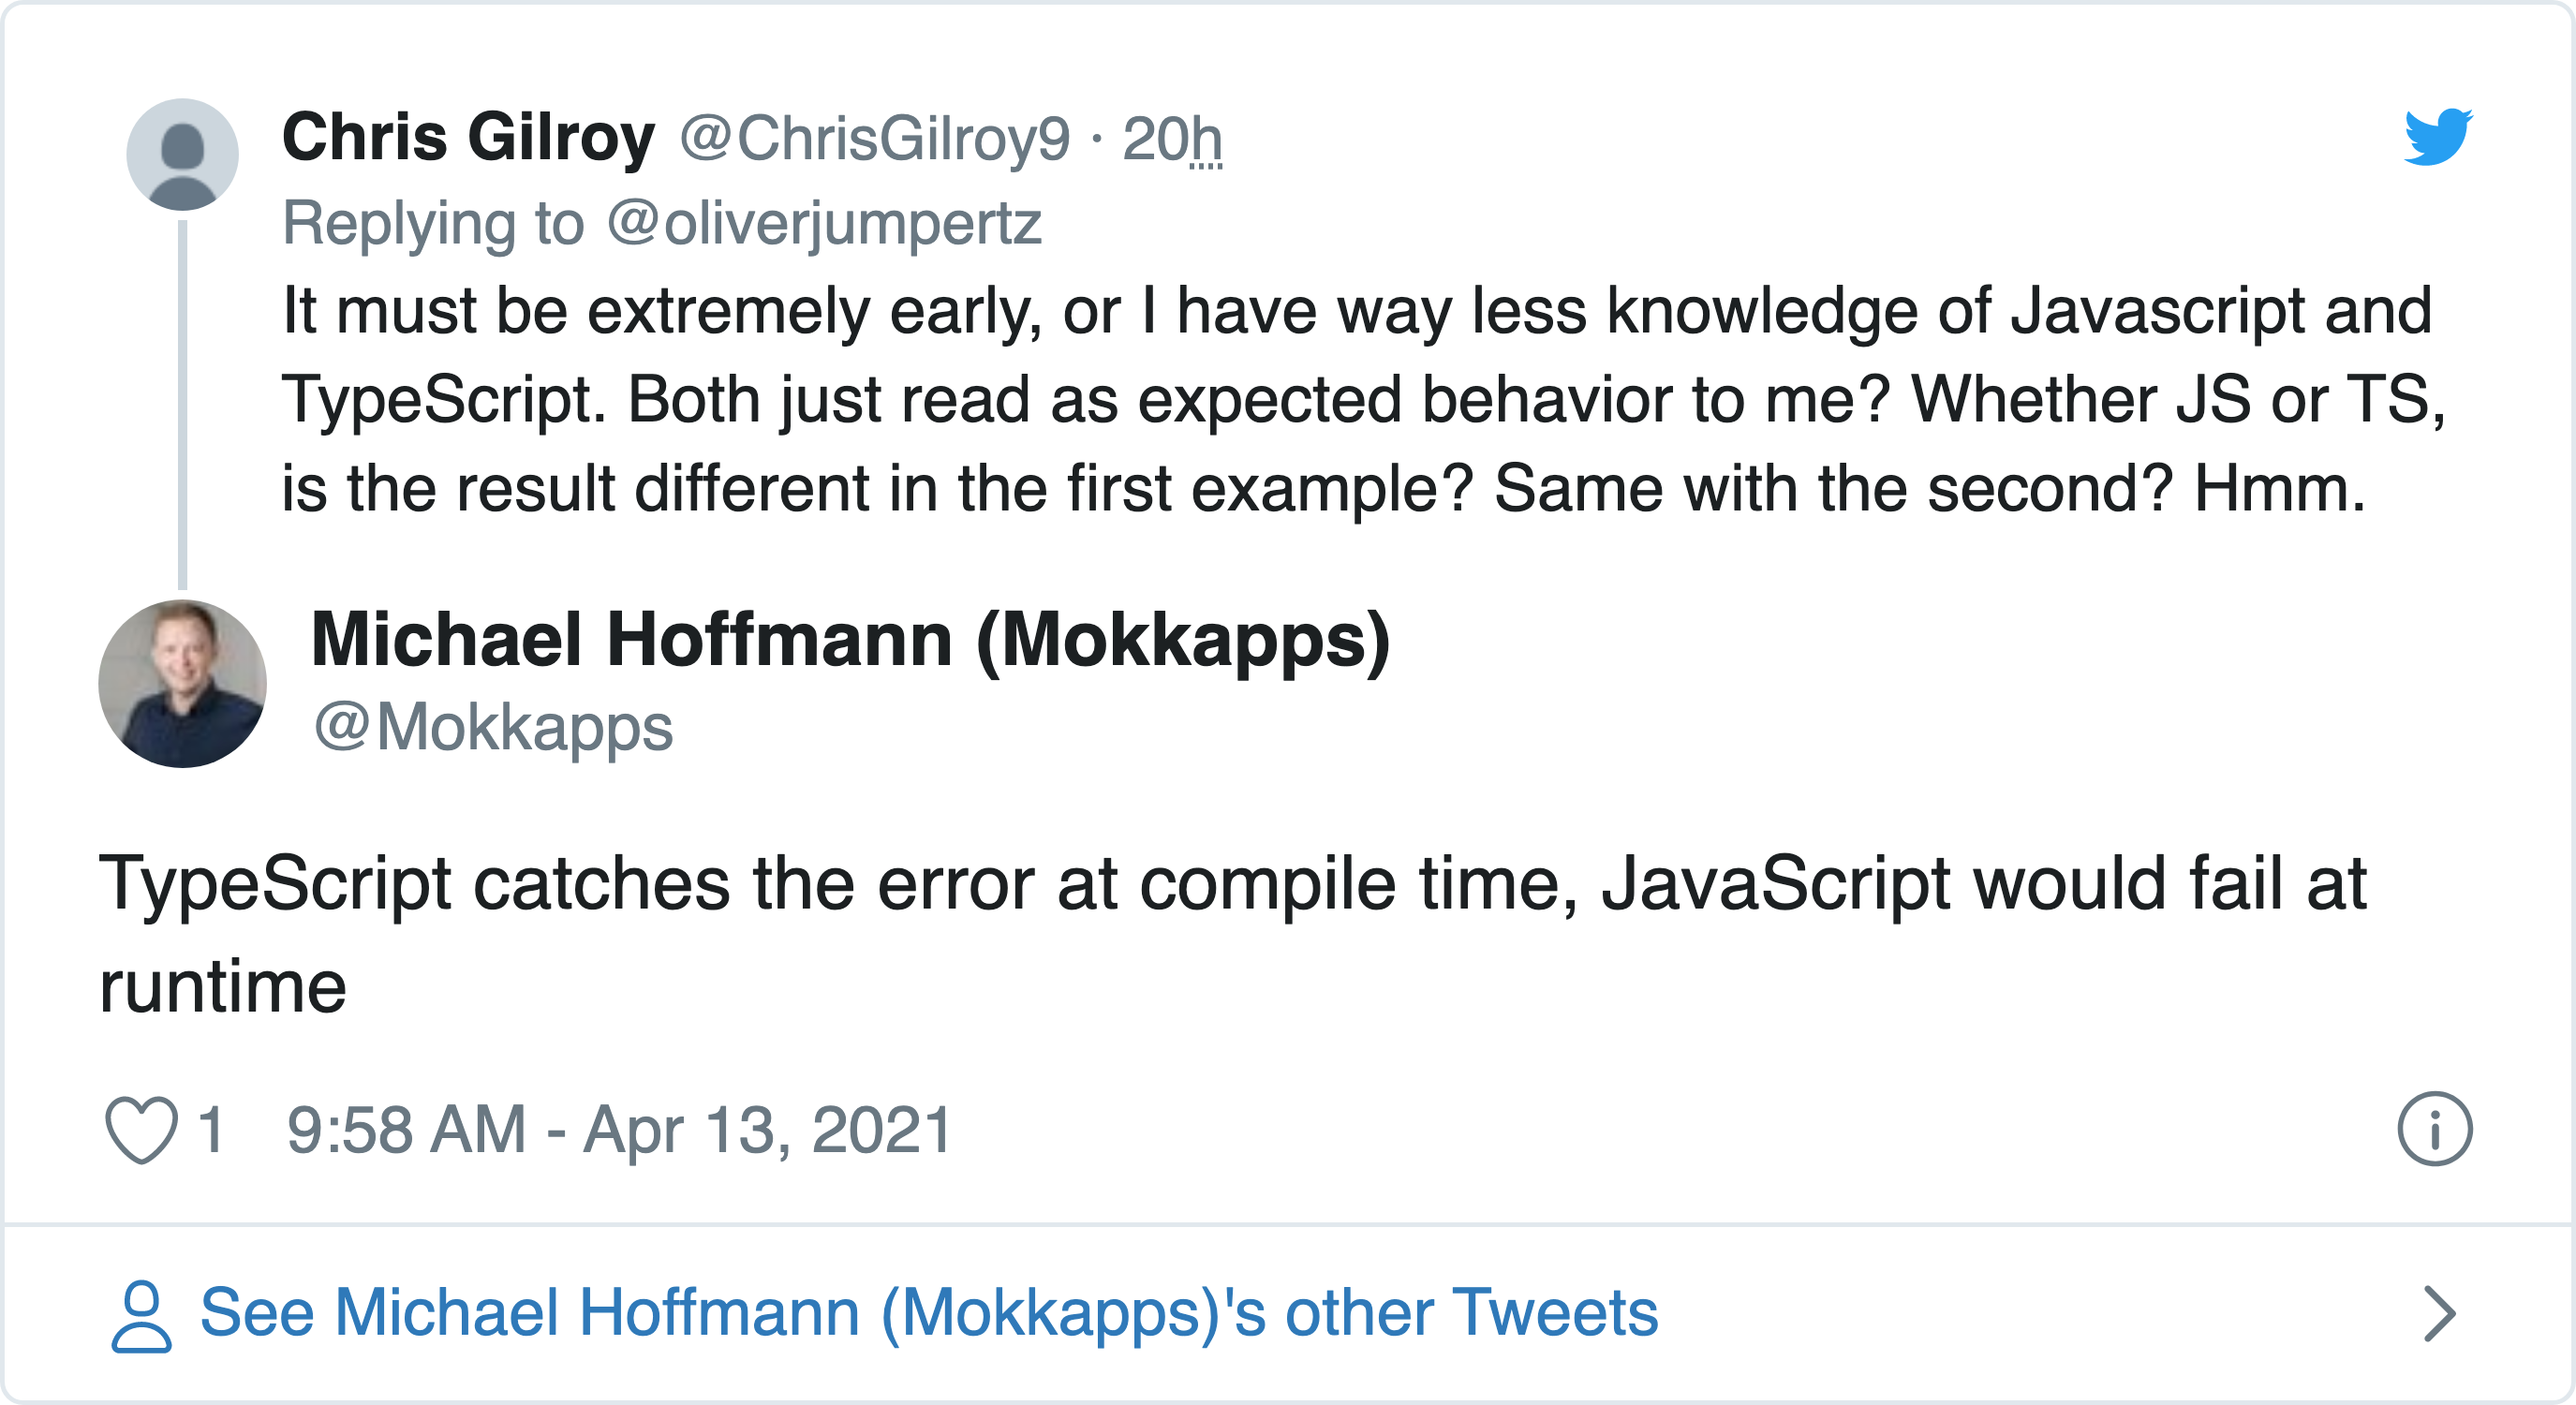 Chris Gilroy @ChrisGilroy9 · 20h
Replying to @oliverjumpertz
It must be extremely early, or I have way less knowledge of Javascript and
TypeScript. Both just read as expected behavior to me? Whether JS or TS,
is the result different in the first example? Same with the second? Hmm.
Michael Hoffmann (Mokkapps)
@Mokkapps
TypeScript catches the error at compile time, JavaScript would fail at
runtime
1 9:58 AM - Apr 13, 2021
See Michael Hoffmann (Mokkapps)'s other Tweets